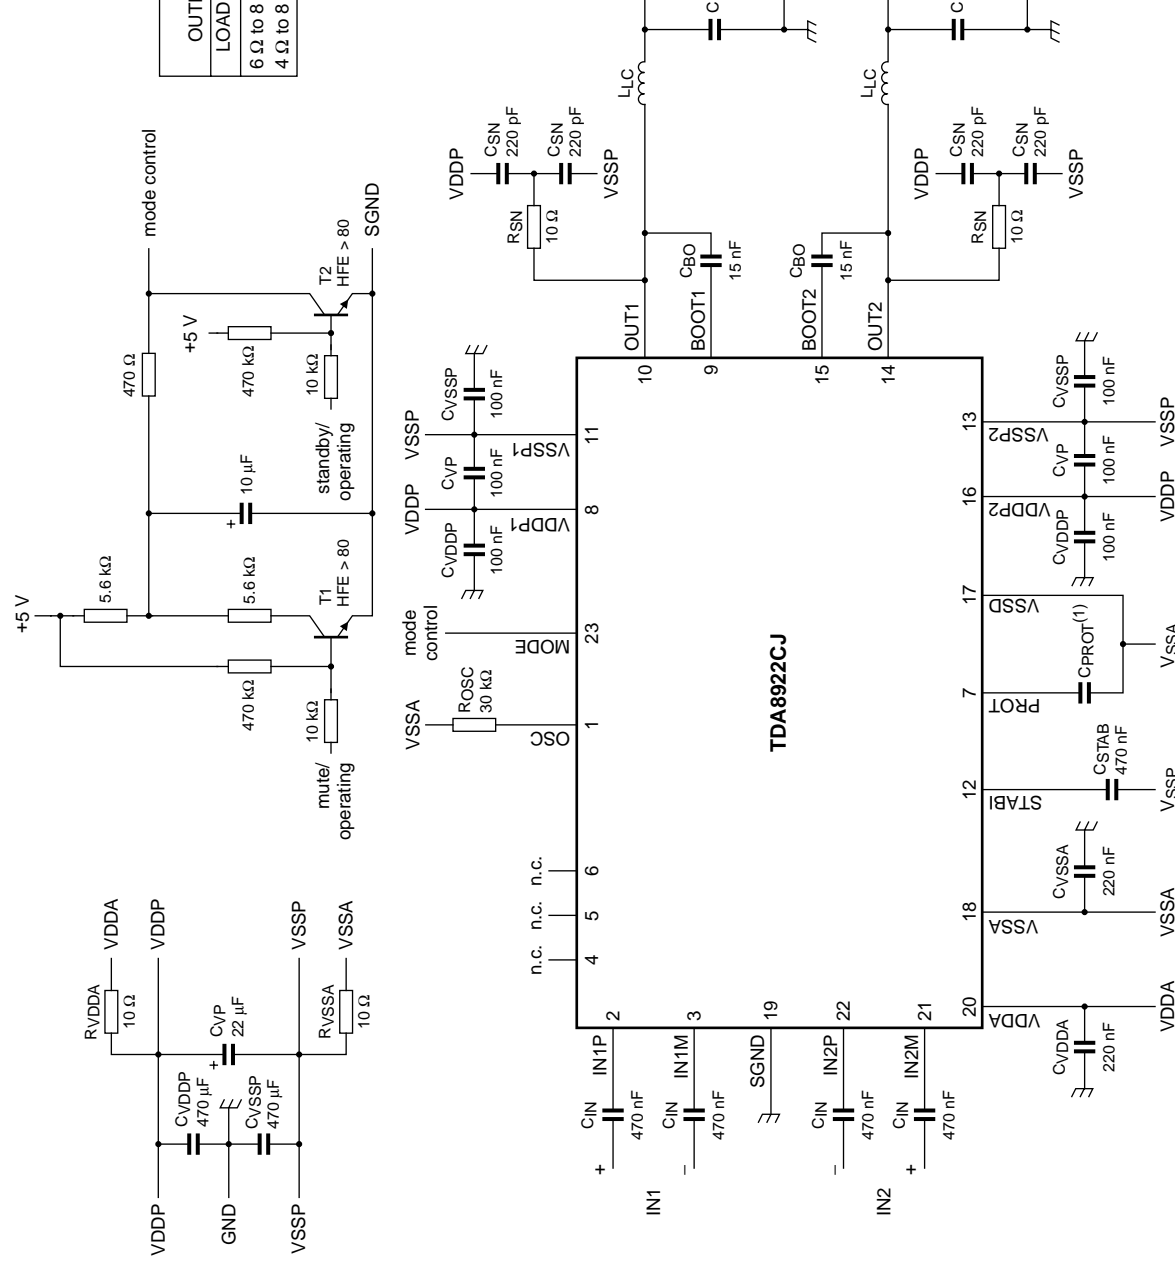 OUT
LOAD
6 Ω to 8
4 Ω to 8
+5 V
5.6 kΩ
470 Ω
mode control
470 kΩ
5.6 kΩ
10 µF
+
+5 V
470 kΩ
10 kΩ
T1
HFE > 80
10 kΩ
T2
HFE > 80
SGND
mute/
operating
standby/
operating
RVDDA
10 Ω
VDDA
VDDP
VDDP
CVDDP
470 µF
CVP
22 µF
+
GND
CVSSP
470 µF
VSSP
VSSP
RVSSA
10 Ω
VSSA
VSSA
ROSC
30 kΩ
mode
control
VDDP
VSSP
CVDDP
100 nF
CVP
100 nF
CVSSP
100 nF
n.c.
n.c.
n.c.
4
5
6
OSC
1
MODE
23
VDDP1
8
VSSP1
11
TDA8922CJ
IN1
+
CIN
470 nF
IN1P
2
−
CIN
470 nF
IN1M
3
SGND
19
IN2
−
CIN
470 nF
IN2P
22
+
CIN
470 nF
IN2M
21
10
OUT1
9
BOOT1
CBO
15 nF
RSN
10 Ω
VDDP
CSN
220 pF
CSN
220 pF
VSSP
LLC
C
15
BOOT2
CBO
15 nF
14
OUT2
RSN
10 Ω
VDDP
CSN
220 pF
CSN
220 pF
VSSP
LLC
C
20
VDDA
CVDDA
220 nF
VDDA
18
VSSA
CVSSA
220 nF
VSSA
12
STABI
CSTAB
470 nF
VSSP
7
PROT
CPROT(1)
17
VSSD
VSSA
16
VDDP2
CVDDP
100 nF
VDDP
CVP
100 nF
13
VSSP2
CVSSP
100 nF
VSSP